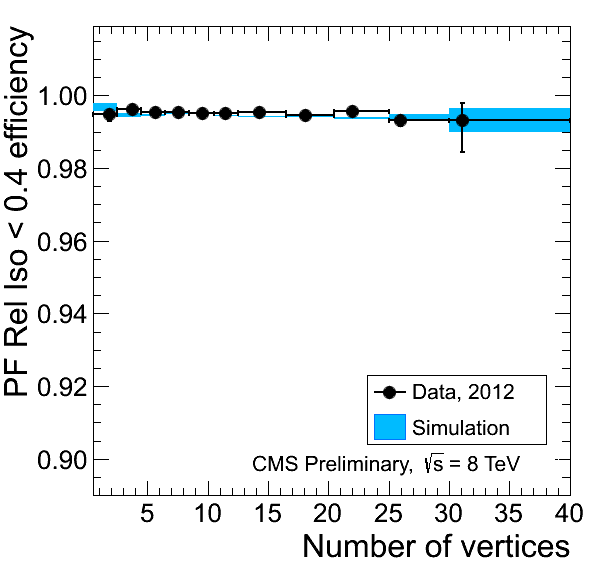 PF Rel Iso < 0.4 efficiency
1.00
0.98
0.96
0.94
0.92
0.90
Data, 2012
Simulation
CMS Preliminary, √s = 8 TeV
5 10 15 20 25 30 35 40
Number of vertices